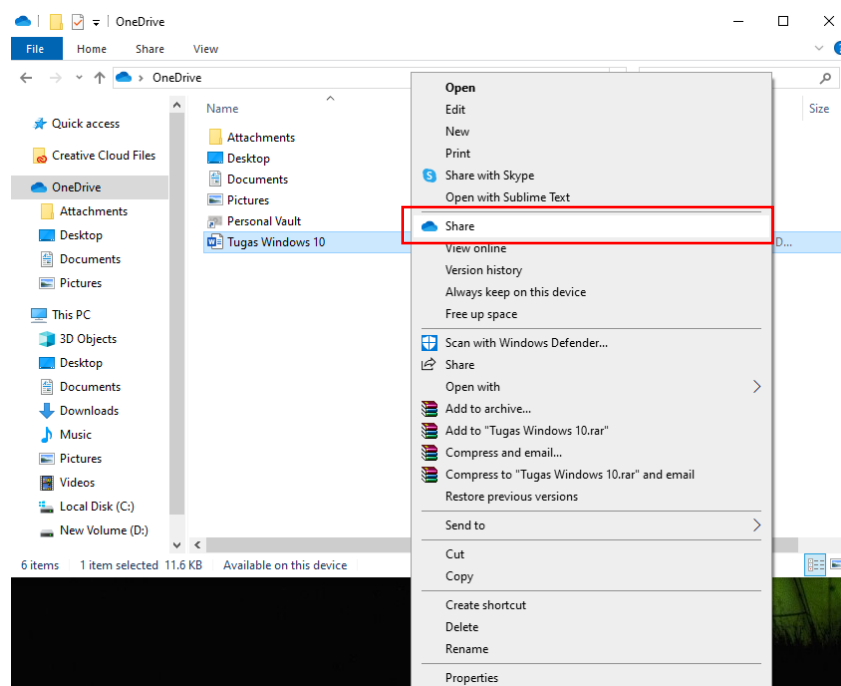 OneDrive
File Home Share View
OneDrive
Name Size
Quick access
Creative Cloud Files
OneDrive
Attachments
Desktop
Documents
Pictures
This PC
3D Objects
Desktop
Documents
Downloads
Music
Pictures
Videos
Local Disk (C:)
New Volume (D:)
Attachments
Desktop
Documents
Pictures
Personal Vault
Tugas Windows 10
D...
Open
Edit
New
Print
Share with Skype
Open with Sublime Text
Share
View online
Version history
Always keep on this device
Free up space
Scan with Windows Defender...
Share
Open with
Add to archive...
Add to "Tugas Windows 10.rar"
Compress and email...
Compress to "Tugas Windows 10.rar" and email
Restore previous versions
Send to
Cut
Copy
Create shortcut
Delete
Rename
Properties
6 items 1 item selected 11.6 KB Available on this device